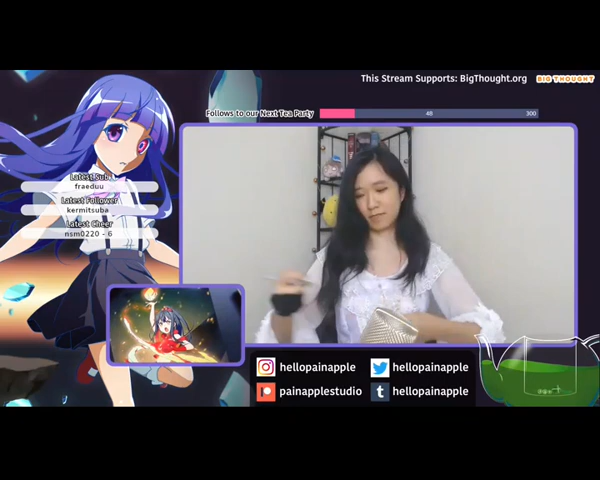 This Stream Supports: BigThought.org
BIG THOUGHT
Follows to our Next Tea Party
48
300
Latest Sub
fraeduu
Latest Follower
kermitsuba
Latest Cheer
nsm0220 - 6
hellopainapple
hellopainapple
painapplestudio
hellopainapple